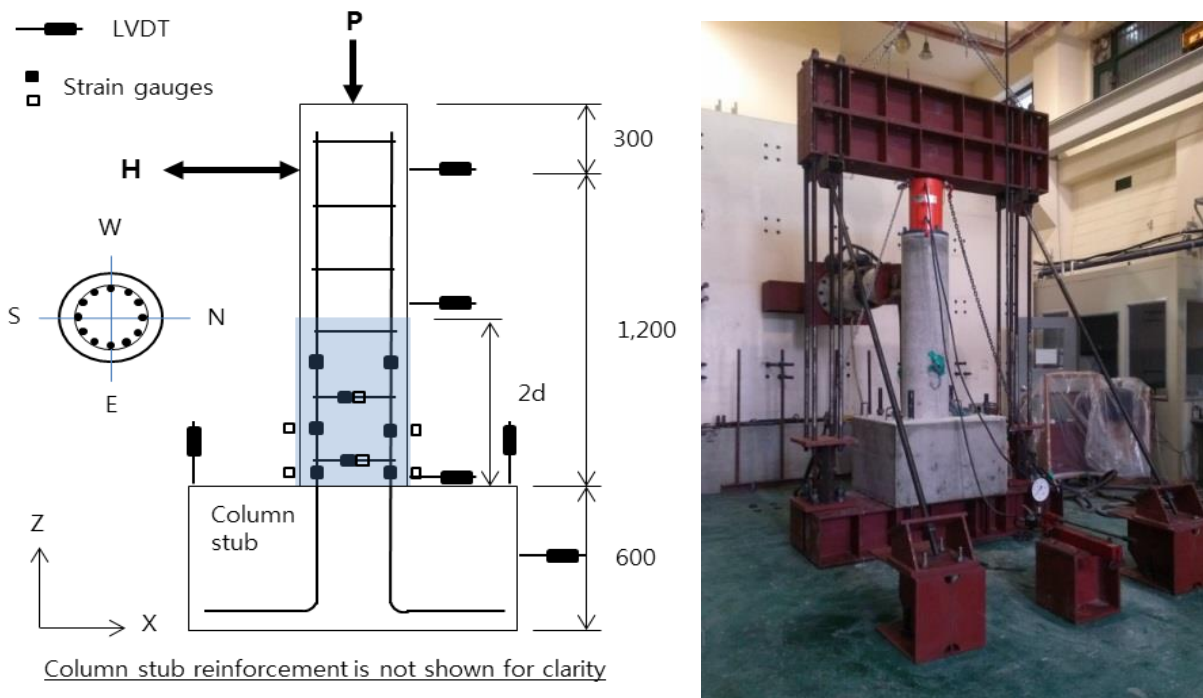 LVDT
Strain gauges
P
H
300
1,200
2d
600
W
S
N
E
Column
stub
Z
X
Column stub reinforcement is not shown for clarity